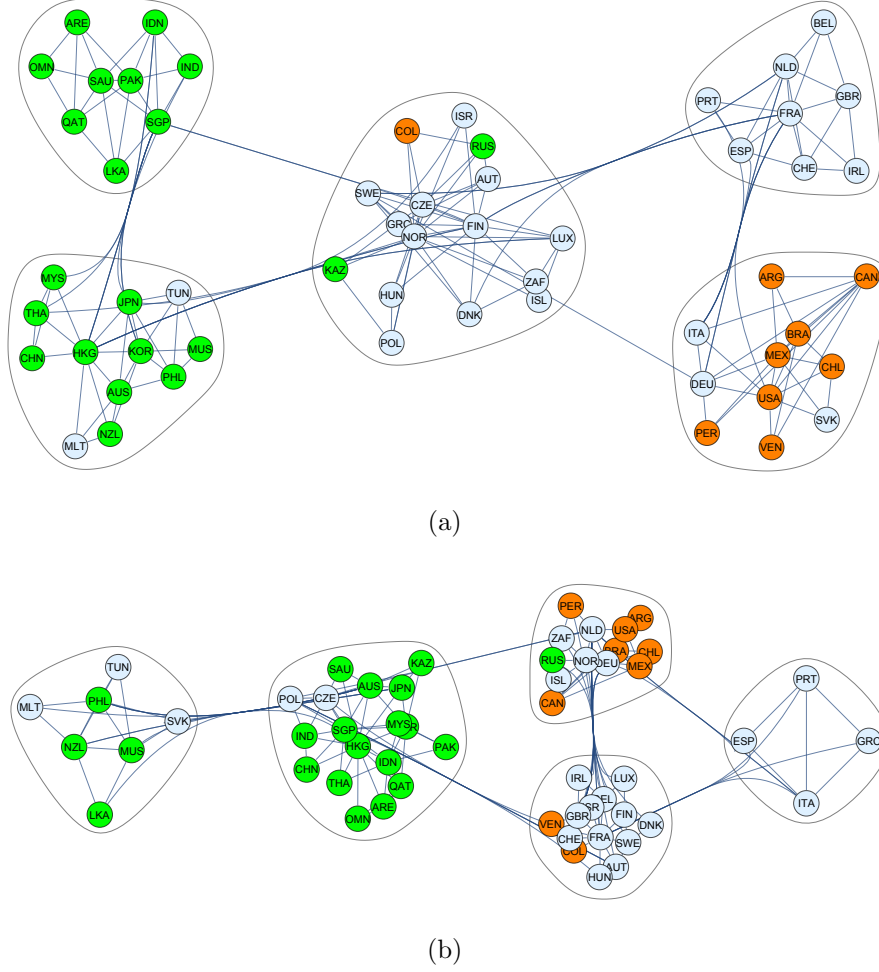 ARE IDN
OMN SAU PAK IND
QAT SGP
LKA
MYS TUN
THA JPN
CHN HKG KOR MUS
AUS PHL
MLT NZL
COL ISR
RUS
SWE CZE AUT
GRC NOR FIN LUX
KAZ
HUN ZAF
DNK ISL
POL
BEL
NLD
PRT FRA GBR
ESP
CHE IRL
ARG CAN
ITA BRA
MEX CHL
DEU USA
PER SVK
VEN
(a)
TUN
MLT PHL
SVK
NZL MUS
LKA
SAU KAZ
POL CZE AUS JPN
IND SGP MYS
HKG PAK
CHN THA IDN QAT
OMN ARE
PER ARG
ZAF NLD USA
RUS NOR DEU CHL
ISL MEX
CAN
IRL LUX
GBR FIN
VEN DNK
CHE FRA SWE
COL AUT
HUN
PRT
ESP GRC
ITA
(b)